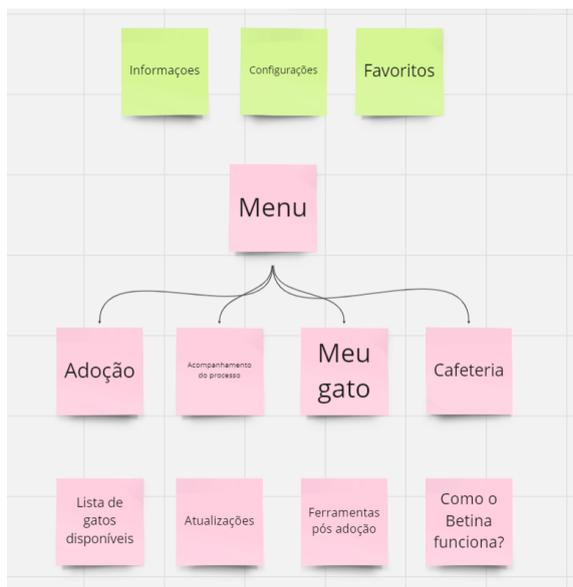 Informaçoes
Configurações
Favoritos
Menu
Adoção
Acompanhamento
do processo
Meu
gato
Cafeteria
Lista de
gatos
disponíveis
Atualizações
Ferramentas
pós adoção
Como o
Betina
funciona?